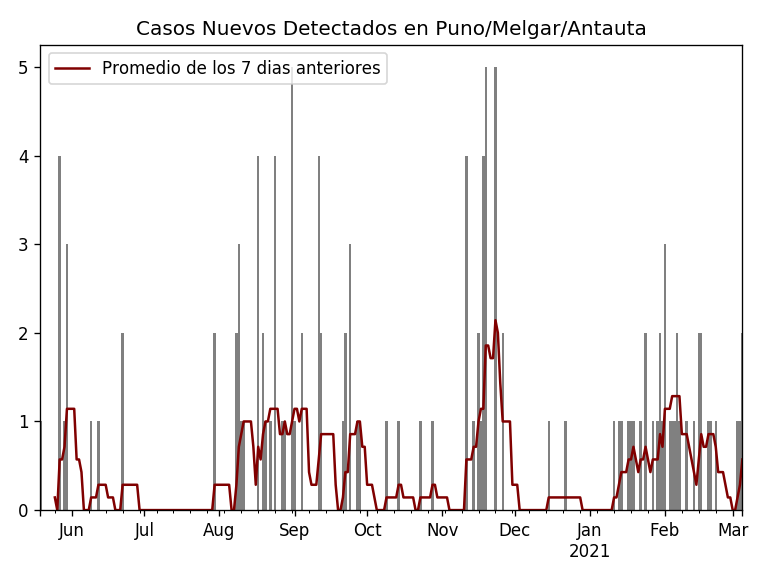 Casos Nuevos Detectados en Puno/Melgar/Antauta
Promedio de los 7 dias anteriores
5
4
3
2
1
0
Jun Jul Aug Sep Oct Nov Dec Jan Feb Mar
2021